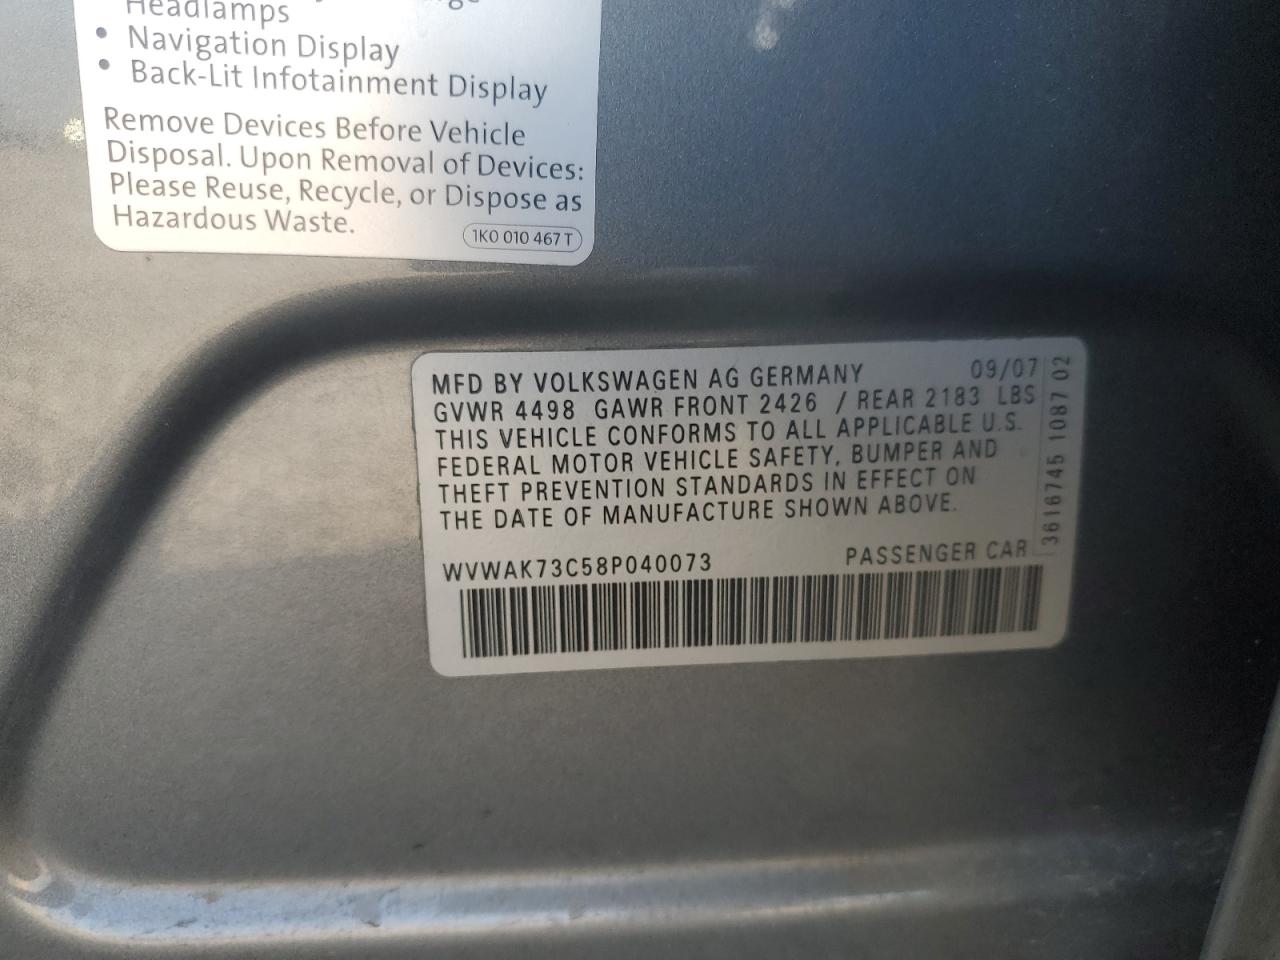 Headlamps
• Navigation Display
• Back-Lit Infotainment Display
Remove Devices Before Vehicle
Disposal. Upon Removal of Devices:
Please Reuse, Recycle, or Dispose as
Hazardous Waste.
1K0 010 467 T
MFD BY VOLKSWAGEN AG GERMANY 09/07
GVWR 4498 GAWR FRONT 2426 / REAR 2183 LBS
THIS VEHICLE CONFORMS TO ALL APPLICABLE U.S.
FEDERAL MOTOR VEHICLE SAFETY, BUMPER AND
THEFT PREVENTION STANDARDS IN EFFECT ON
THE DATE OF MANUFACTURE SHOWN ABOVE.
WVWAK73C58P040073 PASSENGER CAR
3616745 1087 02